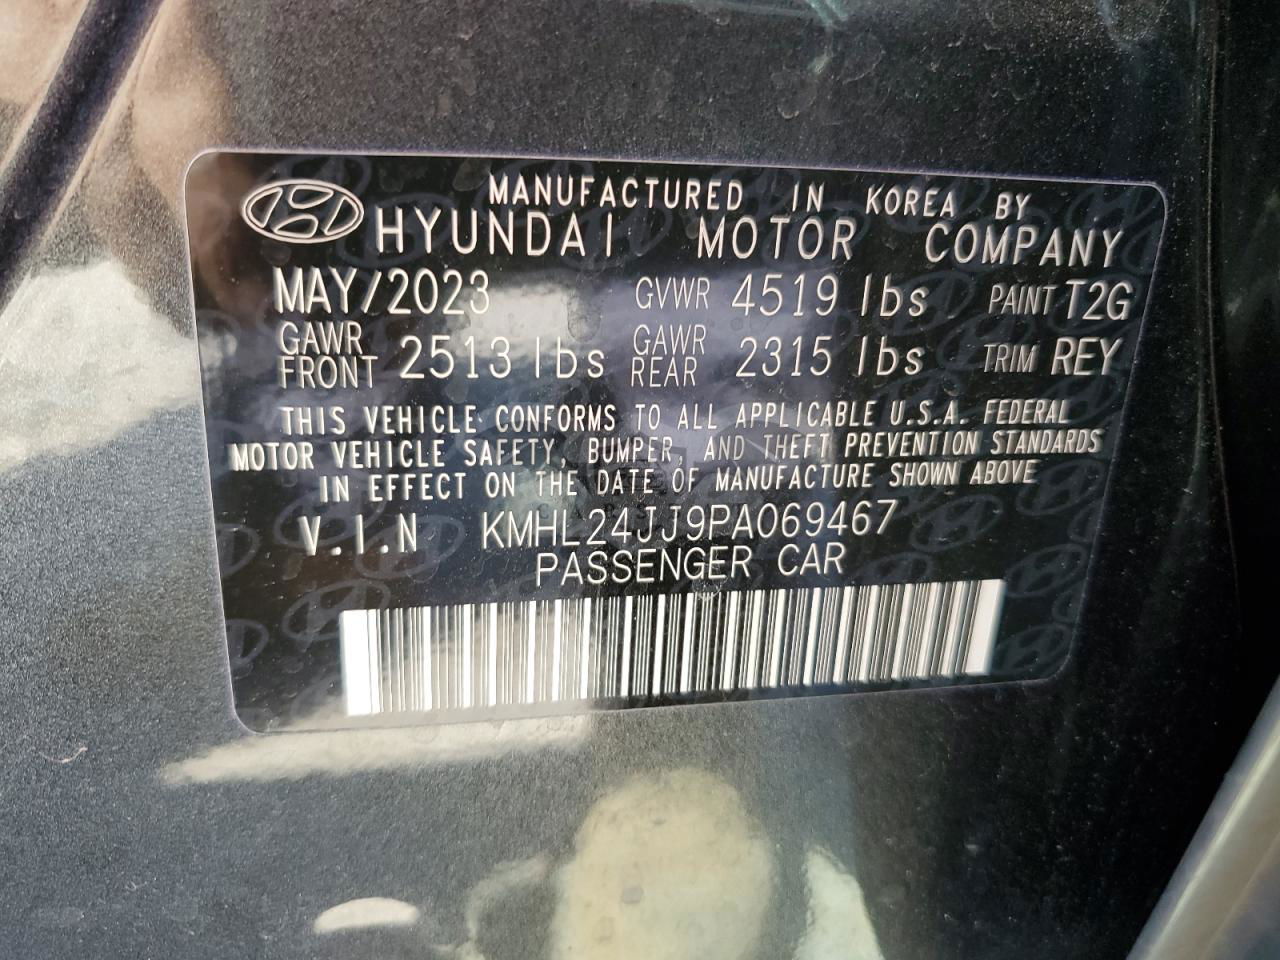 MANUFACTURED IN KOREA BY
HYUNDAI MOTOR COMPANY
MAY/2023 GVWR 4519 lbs PAINT T2G
GAWR FRONT 2513 lbs GAWR REAR 2315 lbs TRIM REY
THIS VEHICLE CONFORMS TO ALL APPLICABLE U.S.A. FEDERAL
MOTOR VEHICLE SAFETY, BUMPER, AND THEFT PREVENTION STANDARDS
IN EFFECT ON THE DATE OF MANUFACTURE SHOWN ABOVE
V.I.N KMHL24JJ9PA069467
PASSENGER CAR